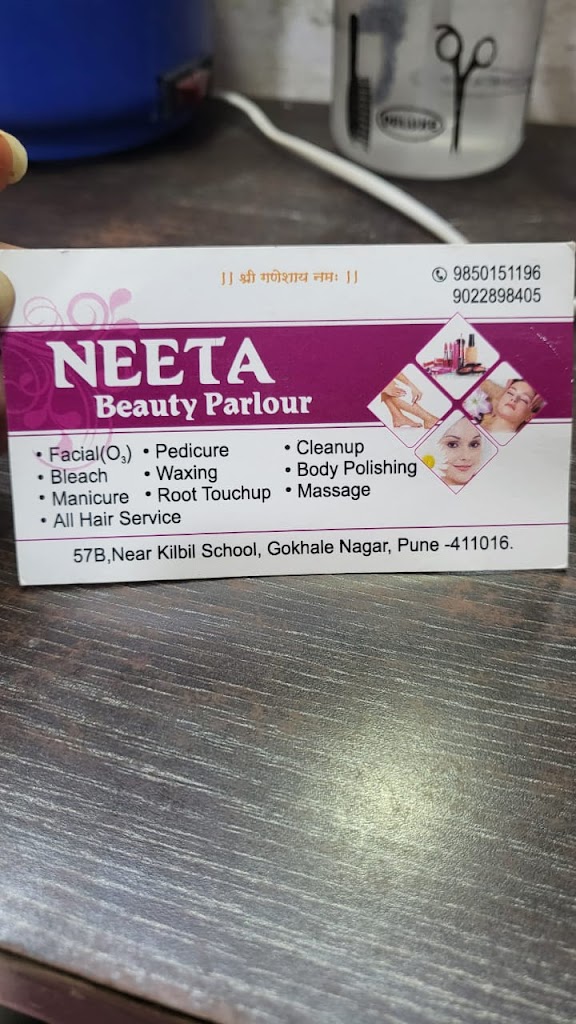 || श्री गणेशाय नमः ||
9850151196
9022898405
NEETA
Beauty Parlour
• Facial(O₃) • Pedicure • Cleanup
• Bleach • Waxing • Body Polishing
• Manicure • Root Touchup • Massage
• All Hair Service
57B,Near Kilbil School, Gokhale Nagar, Pune -411016.